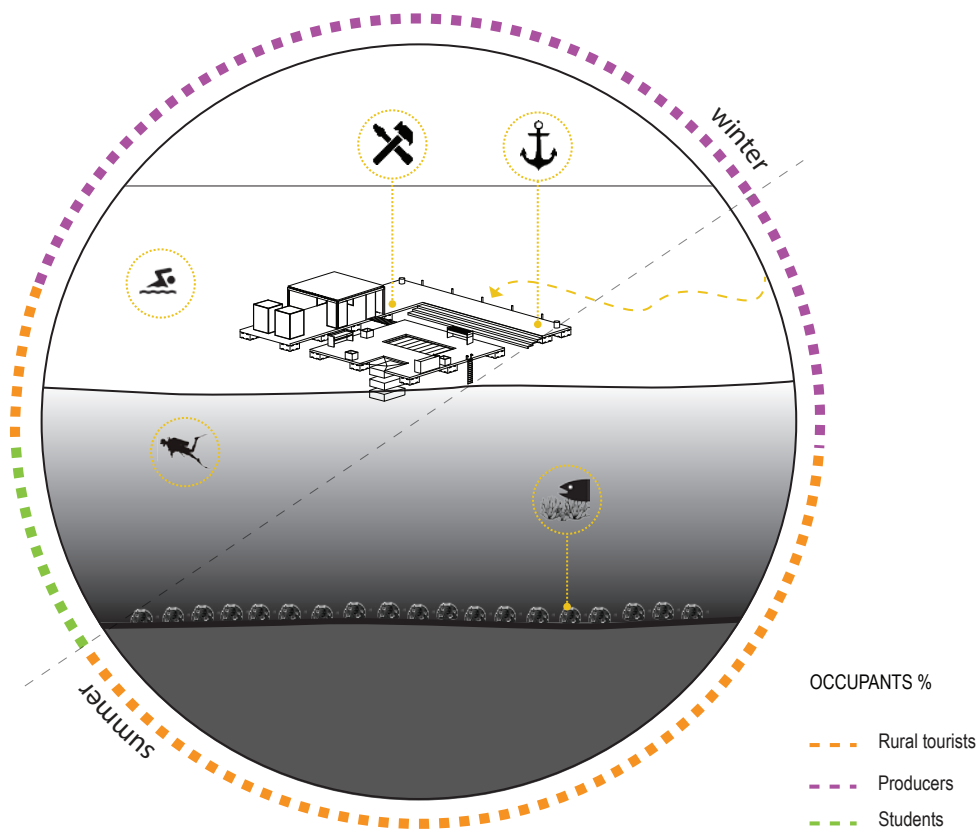 winter
summer
OCCUPANTS %
Rural tourists
Producers
Students